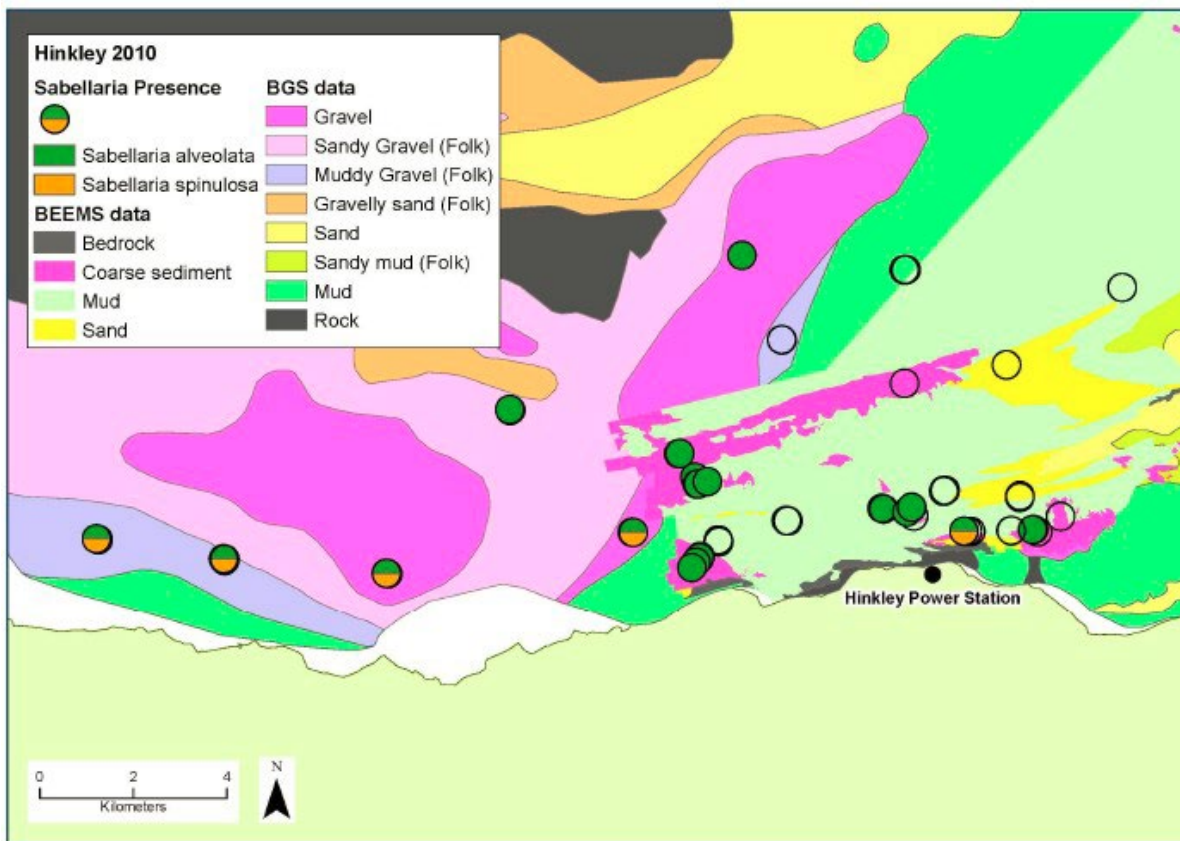 Hinkley 2010
Sabellaria Presence
Sabellaria alveolata
Sabellaria spinulosa
BEEMS data
Bedrock
Coarse sediment
Mud
Sand
BGS data
Gravel
Sandy Gravel (Folk)
Muddy Gravel (Folk)
Gravelly sand (Folk)
Sand
Sandy mud (Folk)
Mud
Rock
Hinkley Power Station
0 2 4
Kilometers
N